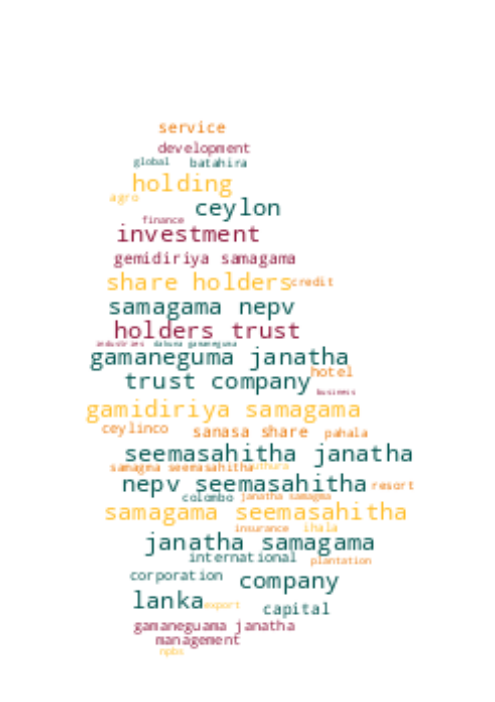 service
development
global batahira
holding
agro
ceylon
finance
investment
gemidiriya samagama
share holders credit
samagama nepv
holders trust
industries dakuna gamaneguma
gamaneguma janatha
hotel
trust company
business
gamidiriya samagama
ceylinco sanasa share pahala
seemasahitha janatha
samagma seemasahitha uthura
nepv seemasahitha resort
colombo janatha samagma
samagama seemasahitha
insurance ihala
janatha samagama
international plantation
corporation company
lanka export capital
gamaneguama janatha
management
npbs